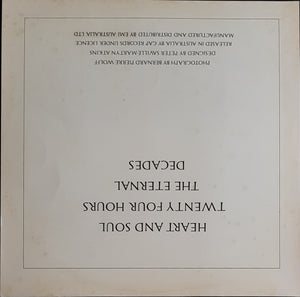 HEART AND SOUL
TWENTY FOUR HOURS
THE ETERNAL
DECADES
PHOTOGRAPH BY BERNARD PIERRE WOLFF
DESIGNED BY PETER SAVILLE·MARTYN ATKINS
RELEASED IN AUSTRALIA BY GAP RECORDS UNDER LICENCE
MANUFACTURED AND DISTRIBUTED BY EMI AUSTRALIA LTD